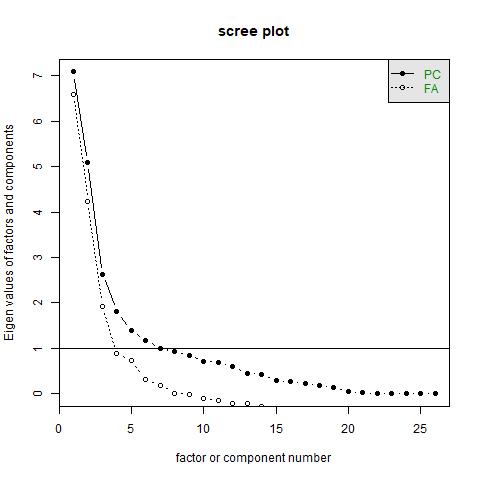 scree plot
PC
FA
7
6
5
4
3
2
1
0
Eigen values of factors and components
0 5 10 15 20 25
factor or component number